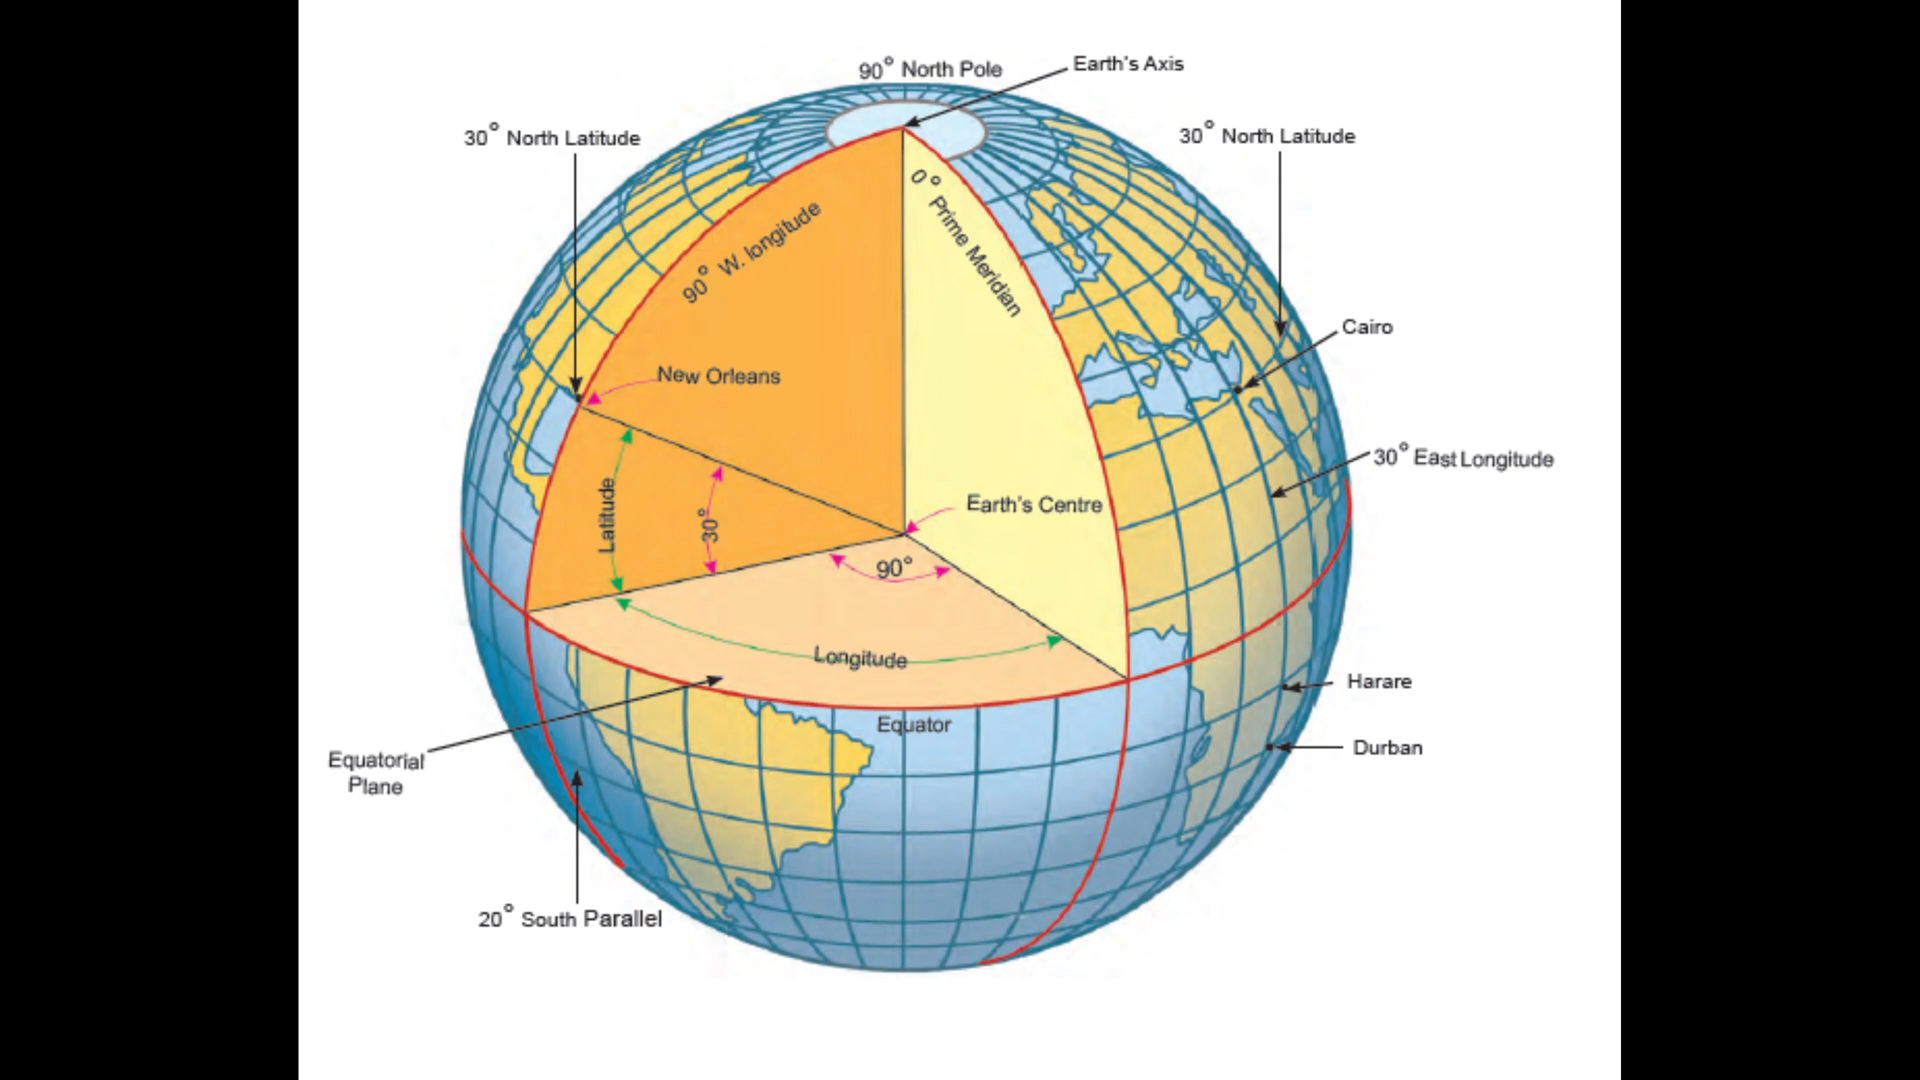 90° North Pole
Earth's Axis
30° North Latitude
30° North Latitude
0° Prime Meridian
90° W. longitude
Cairo
New Orleans
30° East Longitude
Latitude
30°
Earth's Centre
90°
Longitude
Harare
Equator
Durban
Equatorial
Plane
20° South Parallel